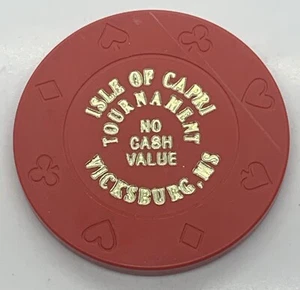 ISLE OF CAPRI
TOURNAMENT
NO
CASH
VALUE
VICKSBURG, MS